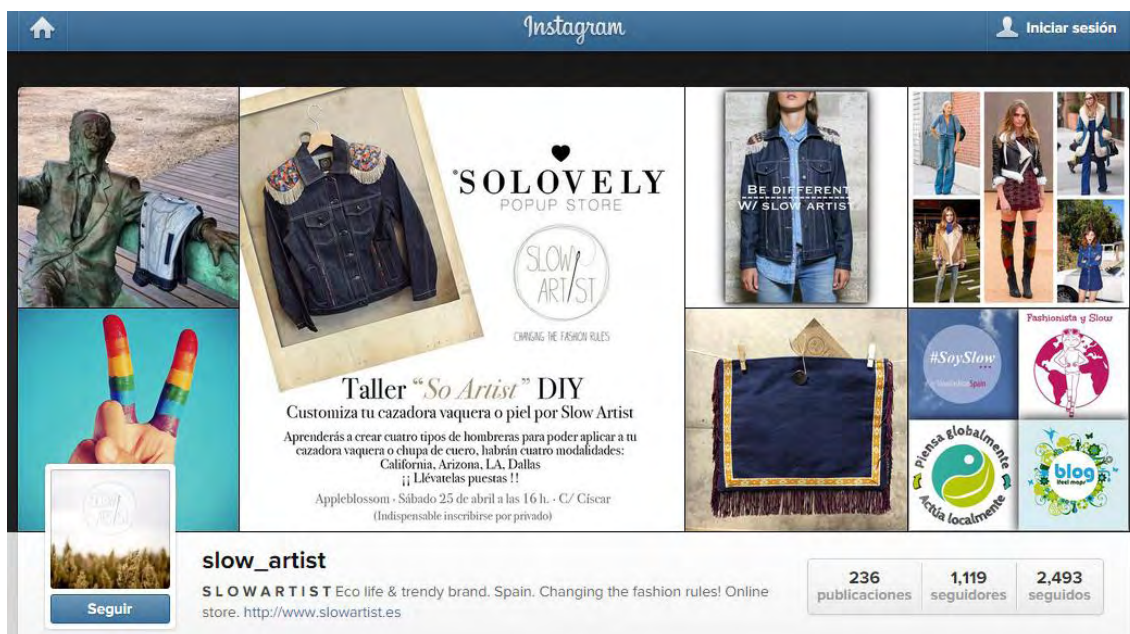 Instagram
Iniciar sesión
SOLOVELY
POPUP STORE
SLOW
ARTIST
CHANGING THE FASHION RULES
Taller “So Artist” DIY
Customiza tu cazadora vaquera o piel por Slow Artist
Aprenderás a crear cuatro tipos de hombreras para poder aplicar a tu
cazadora vaquera o chupa de cuero, habrán cuatro modalidades:
California, Arizona, LA, Dallas
¡¡ Llévatelas puestas !!
Appleblossom · Sábado 25 de abril a las 16 h. · C/ Císcar
(Indispensable inscribirse por privado)
BE DIFFERENT
W/ SLOW ARTIST
#SoySlow
Fashionista y Slow
Piensa globalmente
Actúa localmente
blog
SLOW
ARTIST
Seguir
slow_artist
S L O W A R T I S T Eco life & trendy brand. Spain. Changing the fashion rules! Online
store. http://www.slowartist.es
236
publicaciones
1,119
seguidores
2,493
seguidos